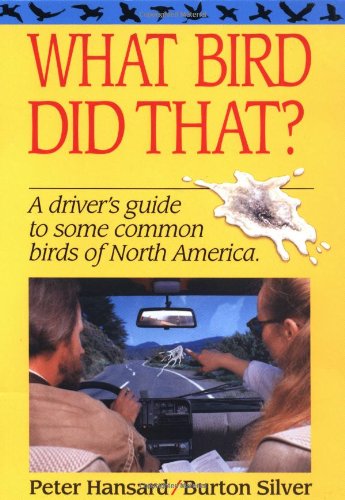 WHAT BIRD
DID THAT?
A driver's guide
to some common
birds of North America.
Peter Hansard/Burton Silver